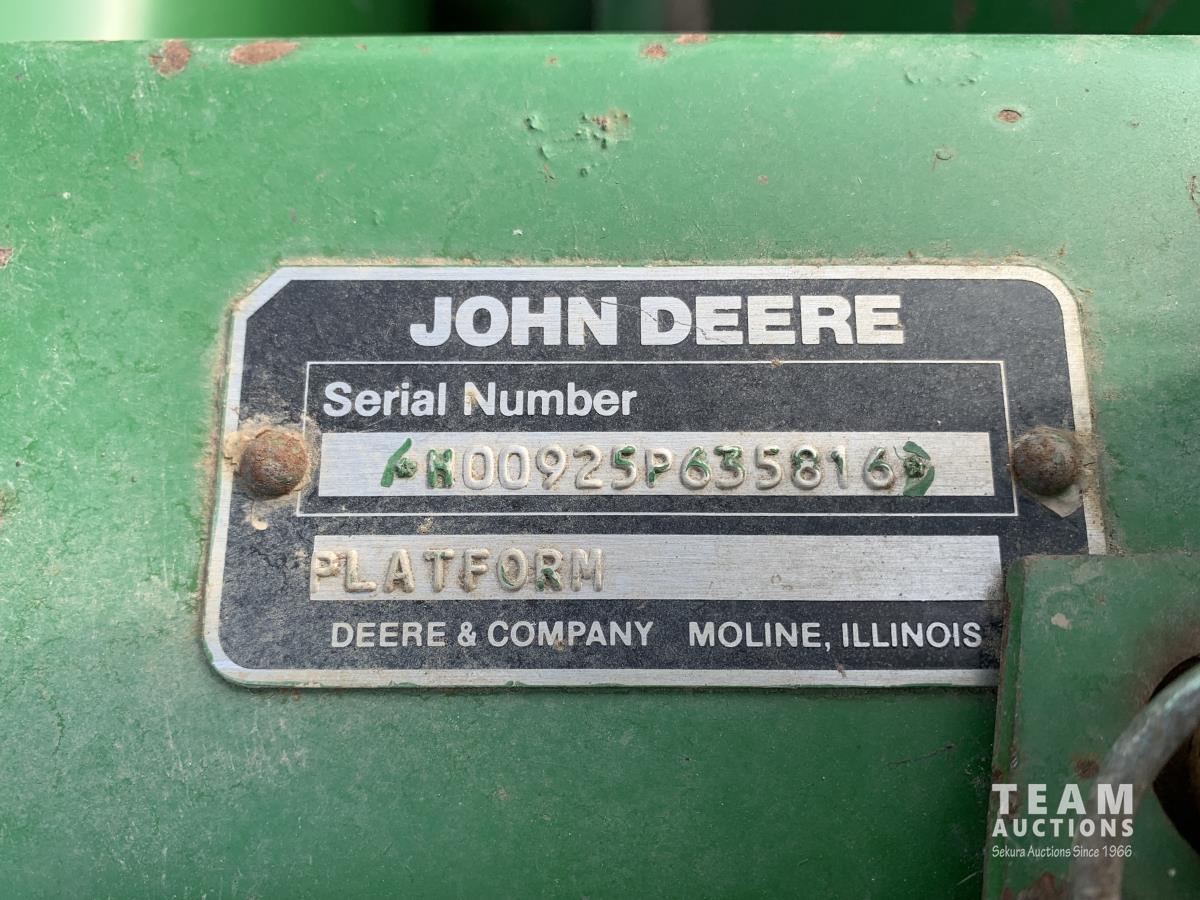 JOHN DEERE
Serial Number
*H00925P635816*
PLATFORM
DEERE & COMPANY MOLINE, ILLINOIS
TEAM
AUCTIONS
Sekura Auctions Since 1966